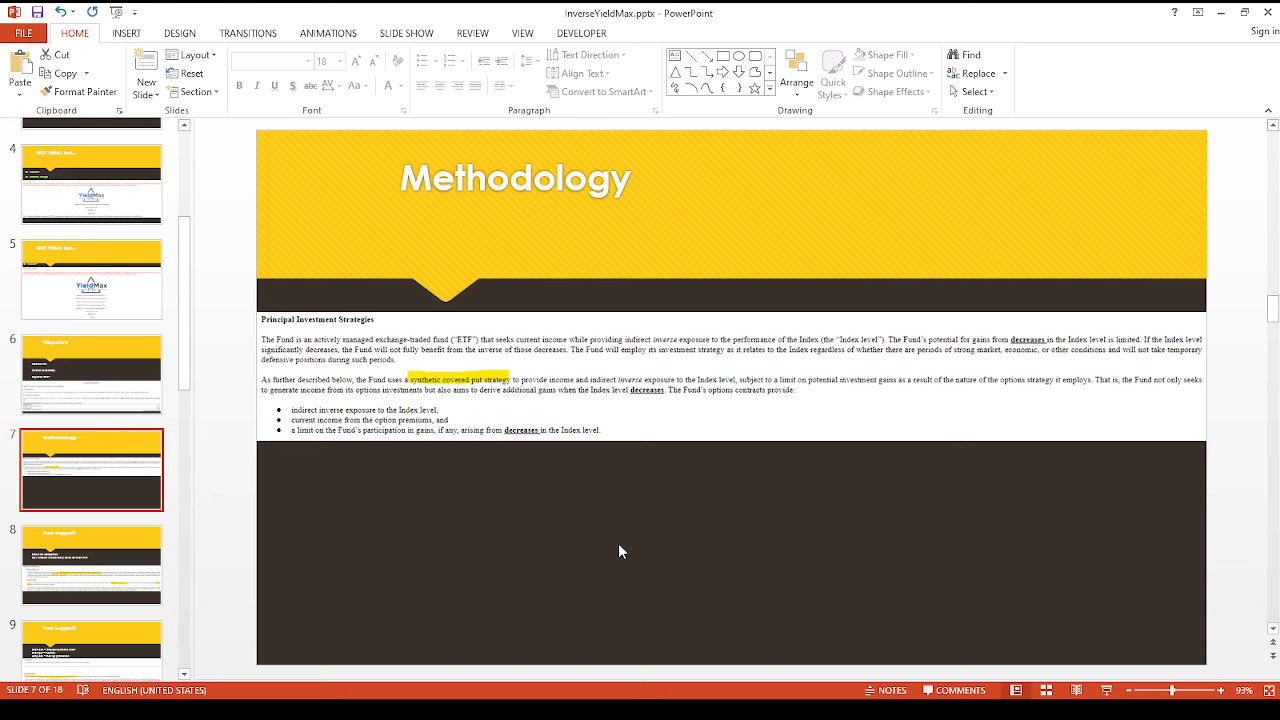 InverseYieldMax.pptx - PowerPoint
Sign in
FILE HOME INSERT DESIGN TRANSITIONS ANIMATIONS SLIDE SHOW REVIEW VIEW DEVELOPER
Paste
Cut
Copy
Format Painter
Clipboard
New Slide
Layout
Reset
Section
Slides
18
Font
Text Direction
Align Text
Convert to SmartArt
Paragraph
Arrange
Quick Styles
Shape Fill
Shape Outline
Shape Effects
Drawing
Find
Replace
Select
Editing
4
YieldMax
5
YieldMax
6
Objective
7
Methodology
8
9
Methodology
Principal Investment Strategies
The Fund is an actively managed exchange-traded fund (“ETF”) that seeks current income while providing indirect inverse exposure to the performance of the Index (the “Index level”). The Fund’s potential for gains from decreases in the Index level is limited. If the Index level
significantly decreases, the Fund will not fully benefit from the inverse of those decreases. The Fund will employ its investment strategy as it relates to the Index regardless of whether there are periods of strong market, economic, or other conditions and will not take temporary
defensive positions during such periods.
As further described below, the Fund uses a synthetic covered put strategy to provide income and indirect inverse exposure to the Index level, subject to a limit on potential investment gains as a result of the nature of the options strategy it employs. That is, the Fund not only seeks
to generate income from its options investments but also aims to derive additional gains when the Index level decreases. The Fund’s options contracts provide:
● indirect inverse exposure to the Index level,
● current income from the option premiums, and
● a limit on the Fund’s participation in gains, if any, arising from decreases in the Index level.
SLIDE 7 OF 18 ENGLISH (UNITED STATES) NOTES COMMENTS 93%